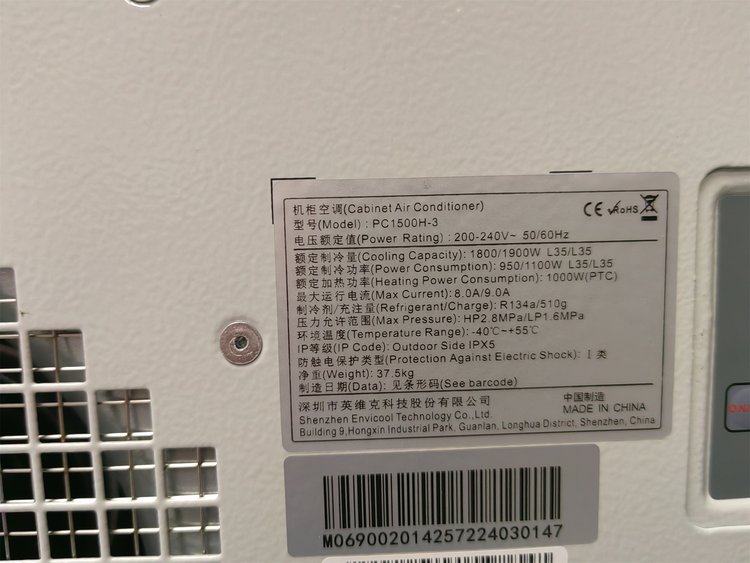 机柜空调(Cabinet Air Conditioner)
CE RoHS
型号(Model) : PC1500H-3
电压额定值(Power Rating) : 200-240V~ 50/60Hz
额定制冷量(Cooling Capacity): 1800/1900W L35/L35
额定制冷功率(Power Consumption): 950/1100W L35/L35
额定加热功率(Heating Power Consumption): 1000W(PTC)
最大运行电流(Max Current): 8.0A/9.0A
制冷剂/充注量(Refrigerant/Charge): R134a/510g
压力允许范围(Max Pressure): HP2.8MPa/LP1.6MPa
环境温度(Temperature Range): -40℃~+55℃
IP等级(IP Code): Outdoor Side IPX5
防触电保护类型(Protection Against Electric Shock): I 类
净重(Weight): 37.5kg
制造日期(Data): 见条形码(See barcode)
深圳市英维克科技股份有限公司
Shenzhen Envicool Technology Co.,Ltd.
中国制造
MADE IN CHINA
Building 9,Hongxin Industrial Park, Guanlan, Longhua District, Shenzhen, China
M069002014257224030147